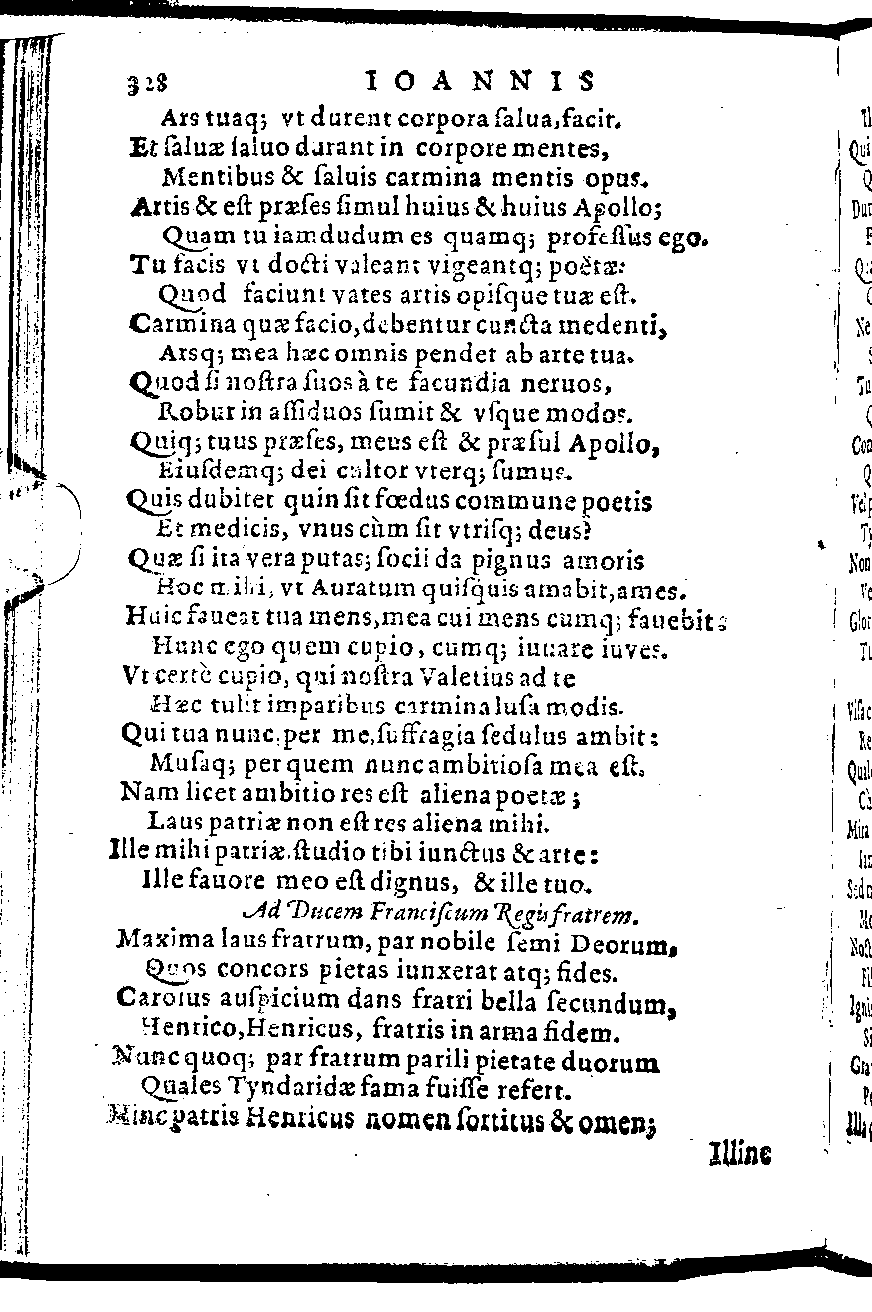 328 IOANNIS
Ars tuaq; vt durent corpora ſalua, facit.
Et ſaluæ ſaluo durant in corpore mentes,
Mentibus & ſaluis carmina mentis opus.
Artis & eſt præſes ſimul huius & huius Apollo;
Quam tu iamdudum es quamq; profeſſus ego.
Tu facis vt docti valeant vigeantq; poëtæ:
Quod faciunt vates artis opiſque tuæ eſt.
Carmina quæ facio, debentur cuncta medenti,
Arsq; mea hæc omnis pendet ab arte tua.
Quod ſi noſtra ſuos à te facundia neruos,
Robur in aſſiduos ſumit & vſque modos.
Quiq; tuus præſes, meus eſt & præſul Apollo,
Eiuſdemq; dei cultor vterq; ſumus.
Quis dubitet quin ſit fœdus commune poetis
Et medicis, vnus cùm ſit vtriſq; deus?
Quæ ſi ita vera putas; ſocii da pignus amoris
Hoc mihi, vt Auratum quiſquis amabit, ames.
Huic faueat tua mens, mea cui mens cumq; fauebit:
Hunc ego quem cupio, cumq; iuuare iuves.
Vt certè cupio, qui noſtra Valetius ad te
Hæc tulit imparibus carmina luſa modis.
Qui tua nunc, per me, ſuffragia ſedulus ambit:
Muſaq; per quem nunc ambitioſa mea eſt.
Nam licet ambitio res eſt aliena poetæ;
Laus patriæ non eſt res aliena mihi.
Ille mihi patriæ, ſtudio tibi iunctus & arte:
Ille fauore meo eſt dignus, & ille tuo.
Ad Ducem Franciſcum Regis fratrem.
Maxima laus fratrum, par nobile ſemi Deorum,
Quos concors pietas iunxerat atq; fides.
Carolus auſpicium dans fratri bella ſecundum,
Henrico, Henricus, fratris in arma fidem.
Nunc quoq; par fratrum parili pietate duorum
Quales Tyndaridæ fama fuiſſe refert.
Hinc patris Henricus nomen ſortitus & omen;
Illinc